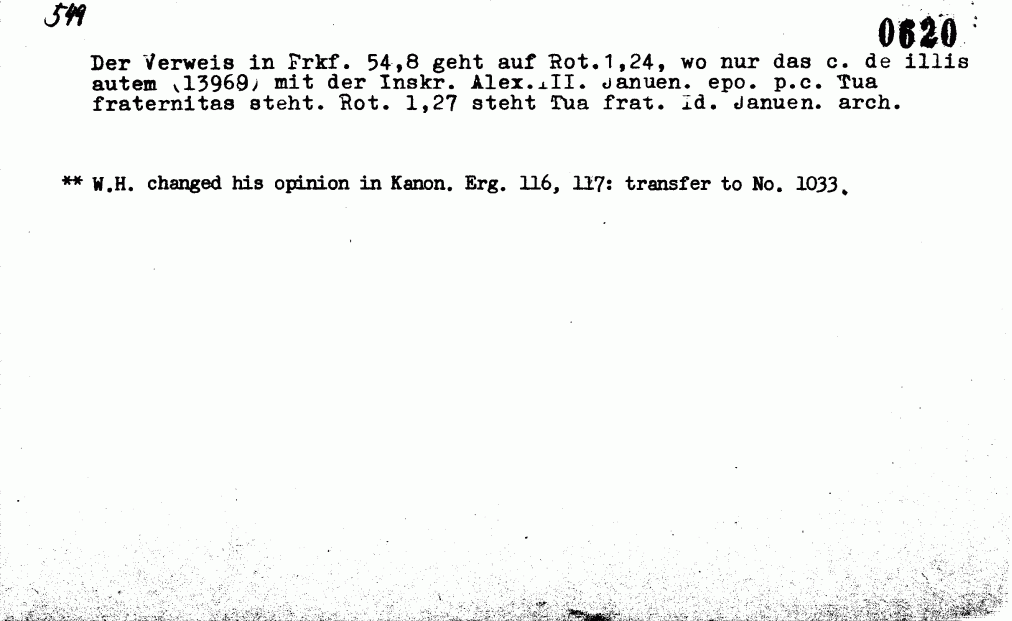 549
0620
Der Verweis in Frkf. 54,8 geht auf Rot.1,24, wo nur das c. de illis
autem (13969) mit der Inskr. Alex.III. Januen. epo. p.c. Tua
fraternitas steht. Rot. 1,27 steht Tua frat. Id. Januen. arch.
** W.H. changed his opinion in Kanon. Erg. 116, 117: transfer to No. 1033.